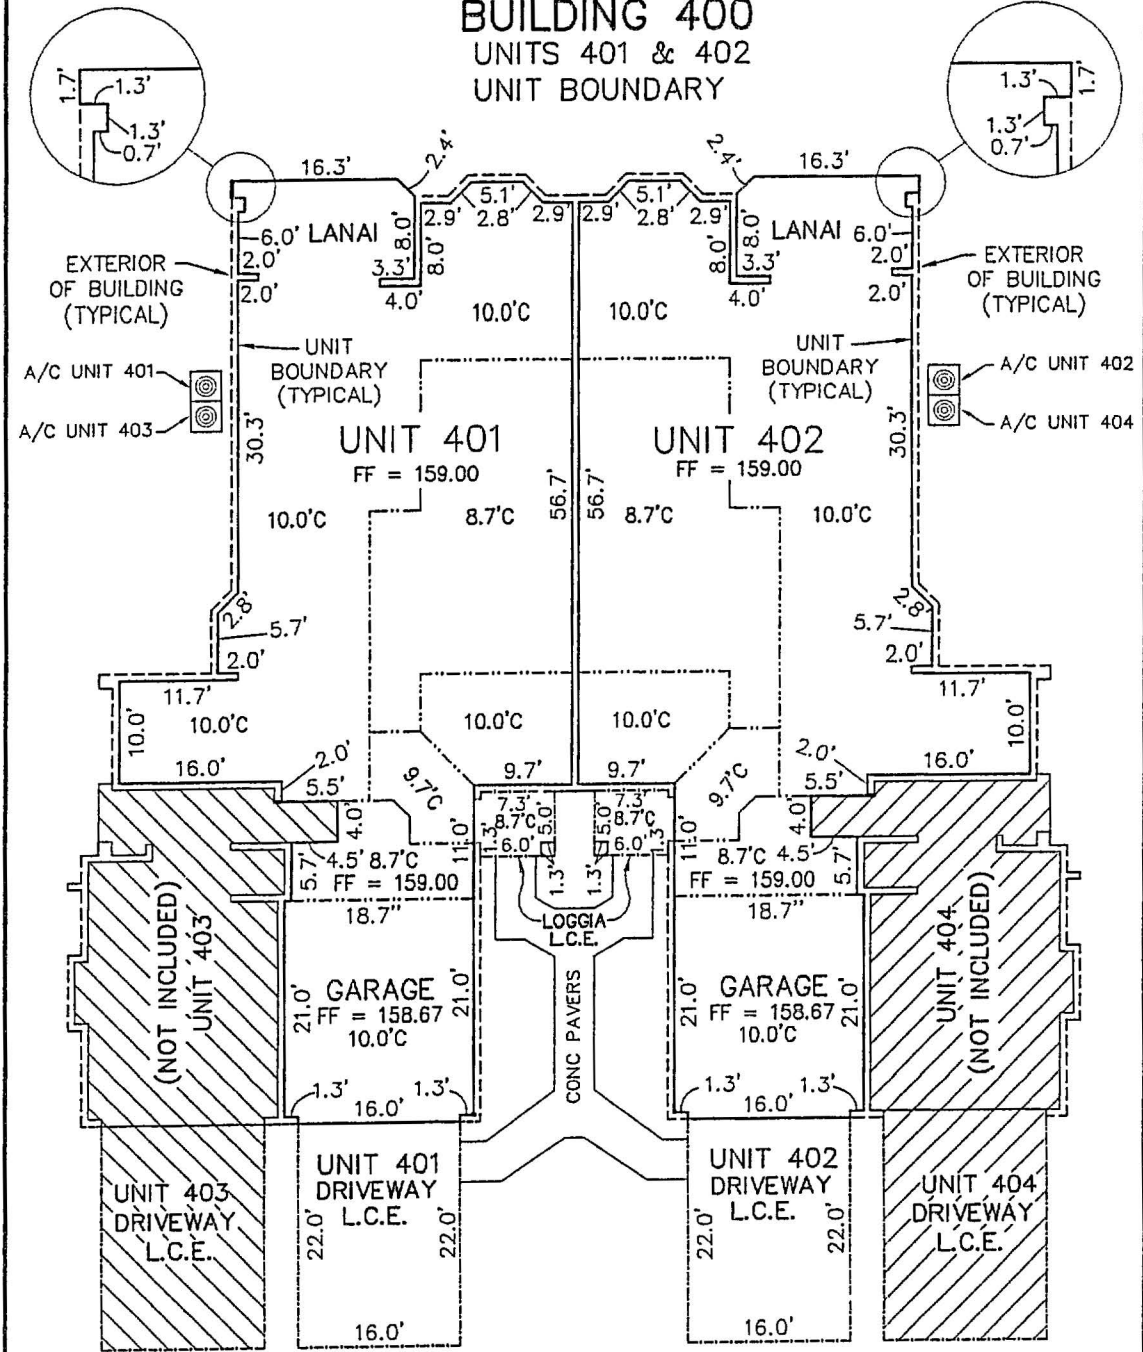 BUILDING 400
UNITS 401 & 402
UNIT BOUNDARY
1.7'
1.3'
1.3'
0.7'
1.3'
1.7'
1.3'
0.7'
16.3'
2.4'
2.4'
16.3'
5.1'
5.1'
2.9'
2.8'
2.9'
2.9'
2.8'
2.9'
LANAI
8.0'
8.0'
8.0'
8.0'
LANAI
6.0'
6.0'
2.0'
2.0'
2.0'
2.0'
3.3'
4.0'
3.3'
4.0'
EXTERIOR
OF BUILDING
(TYPICAL)
EXTERIOR
OF BUILDING
(TYPICAL)
10.0'C
10.0'C
UNIT
BOUNDARY
(TYPICAL)
UNIT
BOUNDARY
(TYPICAL)
A/C UNIT 401
A/C UNIT 403
A/C UNIT 402
A/C UNIT 404
30.3'
30.3'
UNIT 401
FF = 159.00
UNIT 402
FF = 159.00
56.7'
56.7'
10.0'C
8.7'C
8.7'C
10.0'C
2.8'
2.8'
5.7'
5.7'
2.0'
2.0'
11.7'
11.7'
10.0'
10.0'C
10.0'C
10.0'C
10.0'
16.0'
16.0'
2.0'
2.0'
5.5'
5.5'
9.7'C
9.7'
9.7'
9.7'C
4.0'
4.0'
7.3'
8.7'C
6.0'
5.0'
5.0'
7.3'
8.7'C
6.0'
11.0'
11.0'
1.3'
1.3'
1.3'
1.3'
4.5'
8.7'C
FF = 159.00
5.7'
8.7'C
4.5'
FF = 159.00
5.7'
18.7"
18.7"
LOGGIA
L.C.E.
(NOT INCLUDED)
UNIT 403
UNIT 404
(NOT INCLUDED)
GARAGE
FF = 158.67
10.0'C
21.0'
21.0'
GARAGE
FF = 158.67
10.0'C
21.0'
21.0'
CONC PAVERS
1.3'
1.3'
16.0'
1.3'
1.3'
16.0'
UNIT 403
DRIVEWAY
L.C.E.
UNIT 401
DRIVEWAY
L.C.E.
UNIT 402
DRIVEWAY
L.C.E.
UNIT 404
DRIVEWAY
L.C.E.
22.0'
22.0'
22.0'
22.0'
16.0'
16.0'